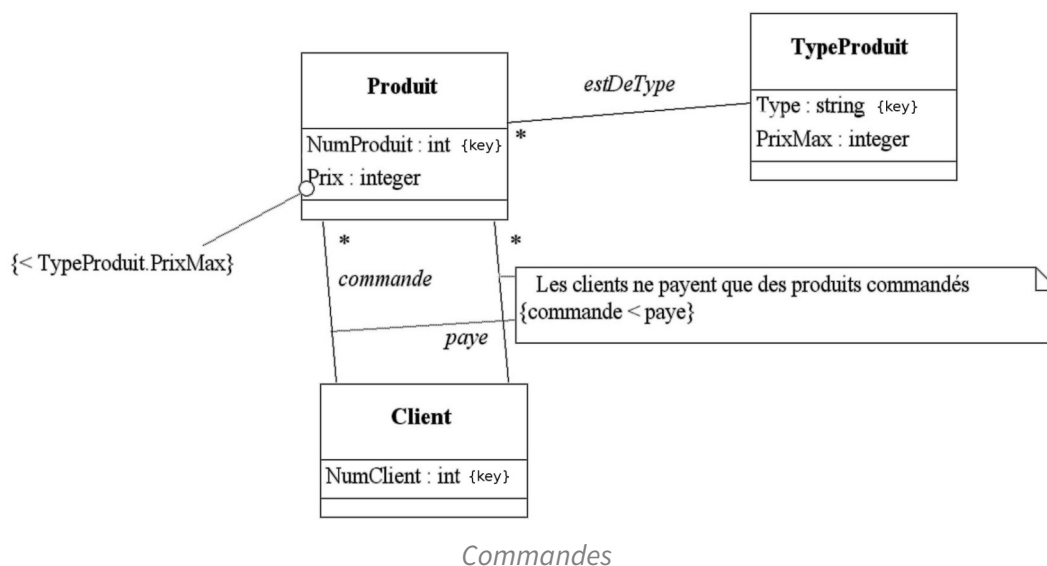 TypeProduit
Type : string {key}
PrixMax : integer
Produit
NumProduit : int {key}
Prix : integer
estDeType
*
{< TypeProduit.PrixMax}
*
*
commande
Les clients ne payent que des produits commandés
{commande < paye}
paye
Client
NumClient : int {key}
Commandes